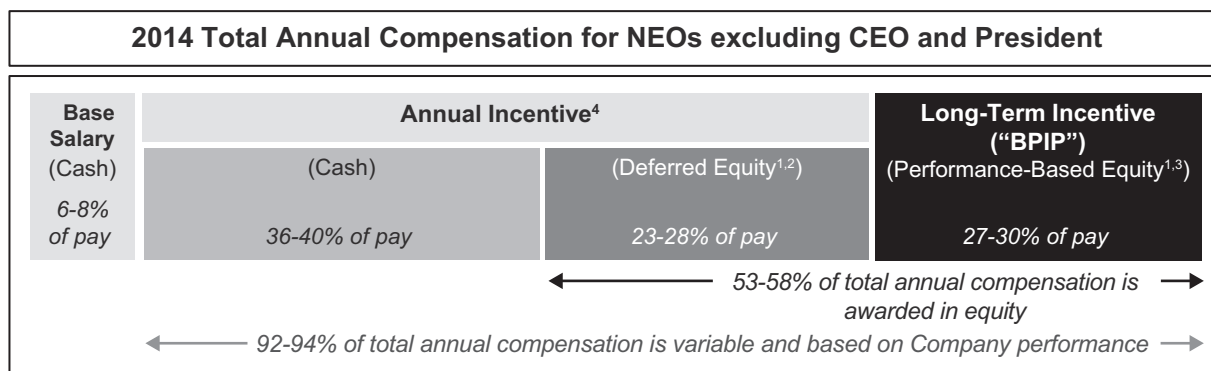 2014 Total Annual Compensation for NEOs excluding CEO and President
Base
Salary
(Cash)
6-8%
of pay
Annual Incentive⁴
(Cash)
36-40% of pay
(Deferred Equity¹,²)
23-28% of pay
Long-Term Incentive
(“BPIP”)
(Performance-Based Equity¹,³)
27-30% of pay
53-58% of total annual compensation is
awarded in equity
92-94% of total annual compensation is variable and based on Company performance